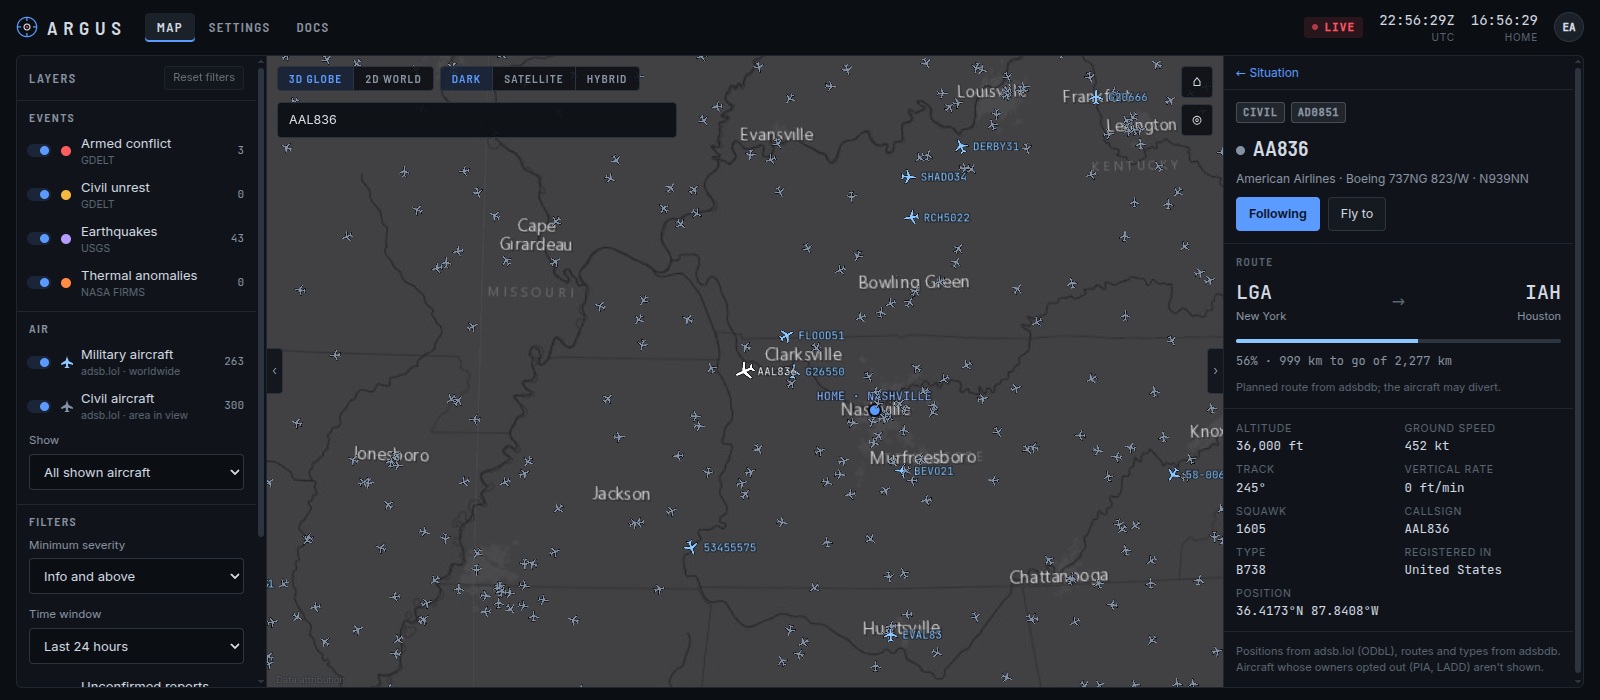 ARGUS
MAP SETTINGS DOCS
LIVE
22:56:29Z
UTC
16:56:29
HOME
EA
LAYERS
Reset filters
EVENTS
Armed conflict
GDELT
3
Civil unrest
GDELT
0
Earthquakes
USGS
43
Thermal anomalies
NASA FIRMS
0
AIR
Military aircraft
adsb.lol · worldwide
263
Civil aircraft
adsb.lol · area in view
300
Show
All shown aircraft
FILTERS
Minimum severity
Info and above
Time window
Last 24 hours
Unconfirmed reports
3D GLOBE 2D WORLD DARK SATELLITE HYBRID
AAL836
Louisville
Frankfort
G20666
Evansville
Lexington
DERBY31
KENTUCKY
SHADO34
RCH5022
Cape
Girardeau
Bowling Green
MISSOURI
FLOOD51
Clarksville
AAL836
G26550
HOME · NASHVILLE
Nashville
Jonesboro
Murfreesboro
BEVO21
Jackson
53455575
Chattanooga
Huntsville
EVAL83
Data attribution
← Situation
CIVIL AD0851
AA836
American Airlines · Boeing 737NG 823/W · N939NN
Following Fly to
ROUTE
LGA → IAH
New York Houston
56% · 999 km to go of 2,277 km
Planned route from adsbdb; the aircraft may divert.
ALTITUDE GROUND SPEED
36,000 ft 452 kt
TRACK VERTICAL RATE
245° 0 ft/min
SQUAWK CALLSIGN
1605 AAL836
TYPE REGISTERED IN
B738 United States
POSITION
36.4173°N 87.8408°W
Positions from adsb.lol (ODbL), routes and types from adsbdb.
Aircraft whose owners opted out (PIA, LADD) aren't shown.